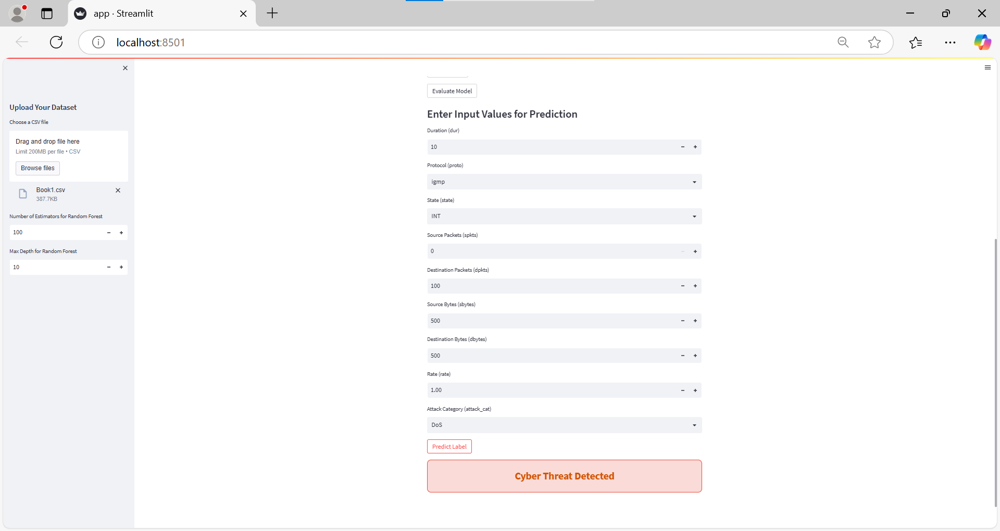 app · Streamlit
localhost:8501
Upload Your Dataset
Choose a CSV file
Drag and drop file here
Limit 200MB per file • CSV
Browse files
Book1.csv
387.7KB
Number of Estimators for Random Forest
100
Max Depth for Random Forest
10
Evaluate Model
Enter Input Values for Prediction
Duration (dur)
10
Protocol (proto)
igmp
State (state)
INT
Source Packets (spkts)
0
Destination Packets (dpkts)
100
Source Bytes (sbytes)
500
Destination Bytes (dbytes)
500
Rate (rate)
1.00
Attack Category (attack_cat)
DoS
Predict Label
Cyber Threat Detected